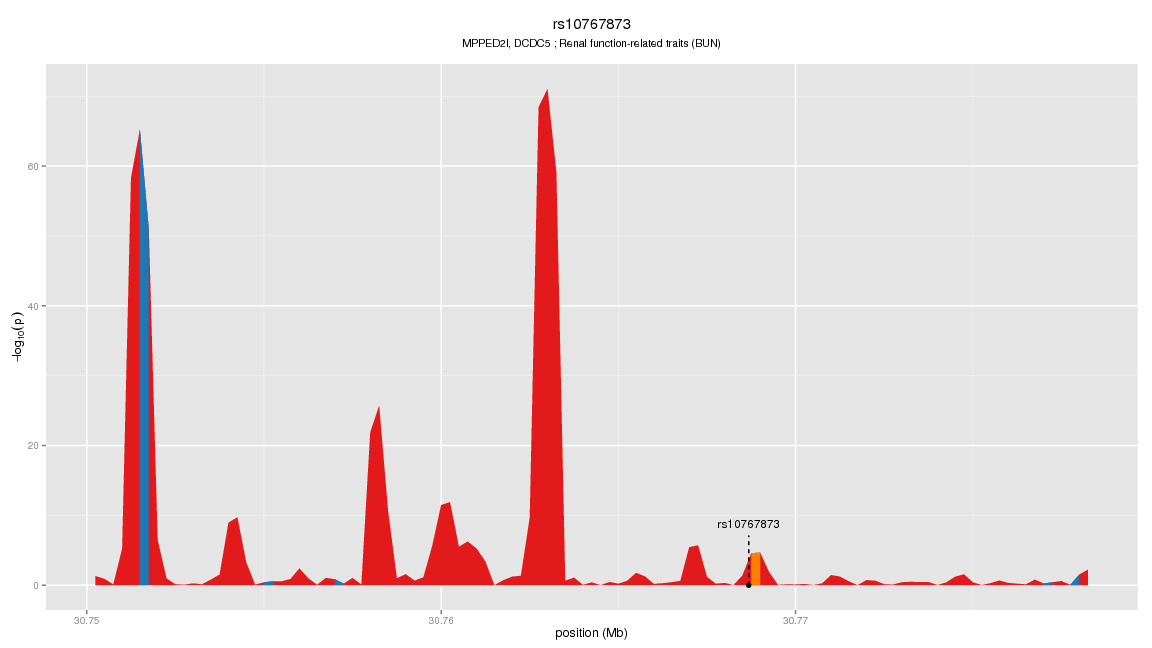 rs10767873
MPPED2l, DCDC5 ; Renal function-related traits (BUN)
60
40
20
0
−log10(p)
rs10767873
30.75
30.76
30.77
position (Mb)